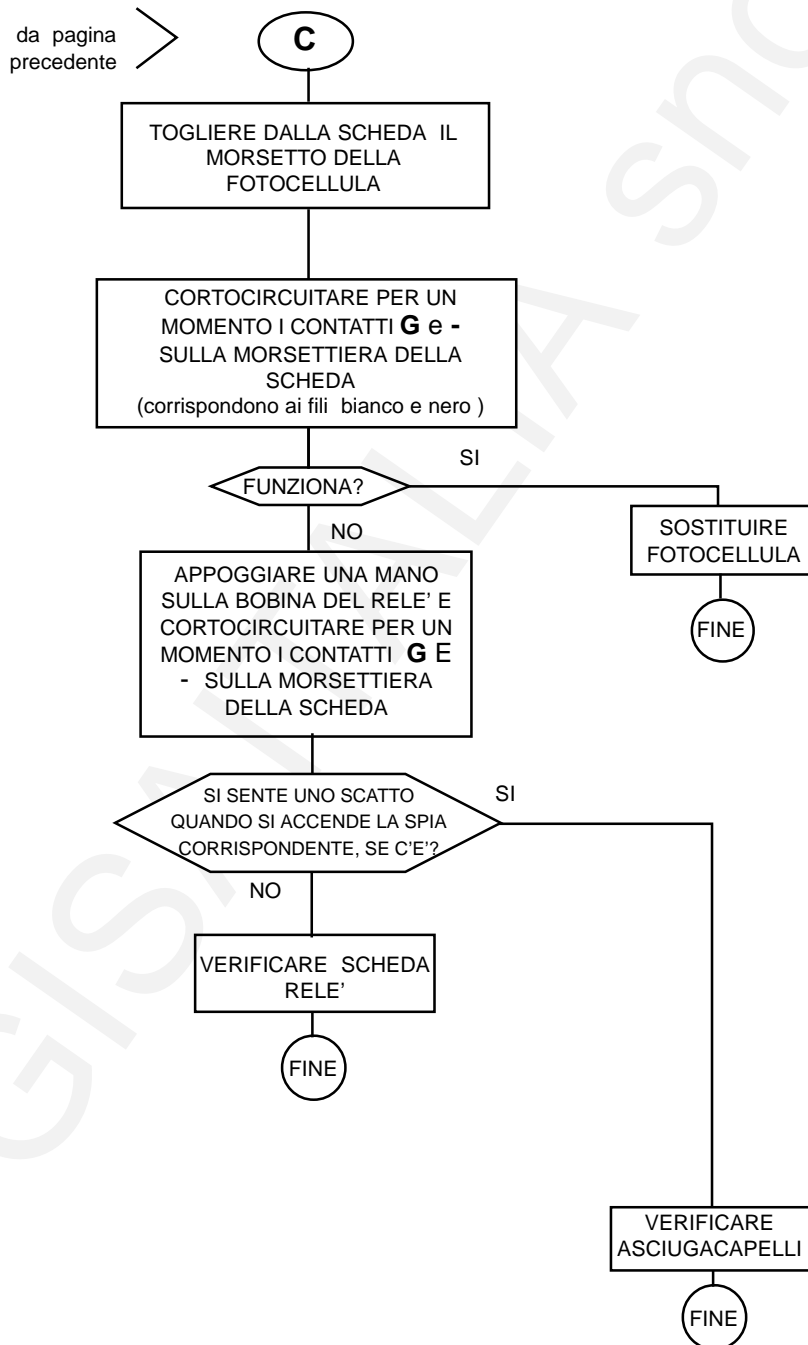 da pagina
precedente
C
TOGLIERE DALLA SCHEDA IL
MORSETTO DELLA
FOTOCELLULA
CORTOCIRCUITARE PER UN
MOMENTO I CONTATTI G e -
SULLA MORSETTIERA DELLA
SCHEDA
(corrispondono ai fili bianco e nero )
FUNZIONA?
SI
NO
SOSTITUIRE
FOTOCELLULA
FINE
APPOGGIARE UNA MANO
SULLA BOBINA DEL RELE’ E
CORTOCIRCUITARE PER UN
MOMENTO I CONTATTI G E
- SULLA MORSETTIERA
DELLA SCHEDA
SI SENTE UNO SCATTO
QUANDO SI ACCENDE LA SPIA
CORRISPONDENTE, SE C’E’?
SI
NO
VERIFICARE SCHEDA
RELE’
FINE
VERIFICARE
ASCIUGACAPELLI
FINE
GISA ITALIA snc